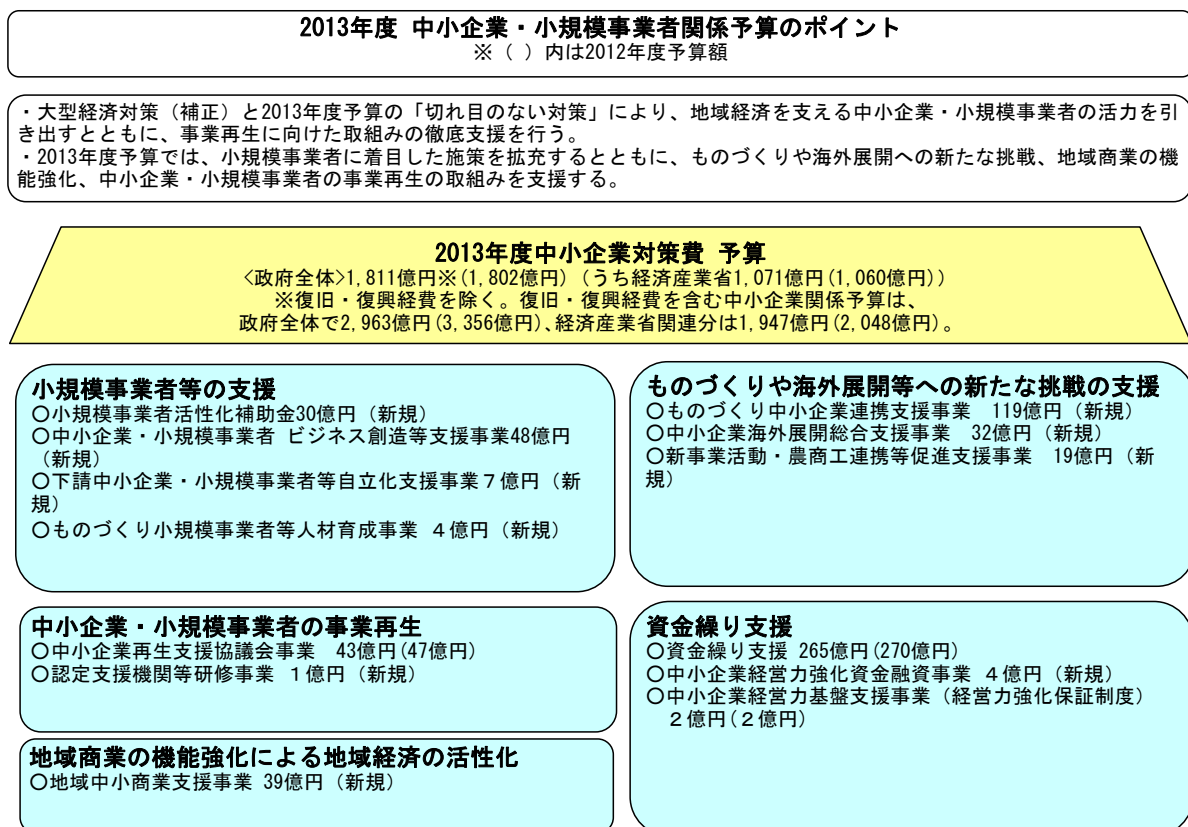 2013年度 中小企業・小規模事業者関係予算のポイント
※（ ）内は2012年度予算額
・大型経済対策（補正）と2013年度予算の「切れ目のない対策」により、地域経済を支える中小企業・小規模事業者の活力を引
き出すとともに、事業再生に向けた取組みの徹底支援を行う。
・2013年度予算では、小規模事業者に着目した施策を拡充するとともに、ものづくりや海外展開への新たな挑戦、地域商業の機
能強化、中小企業・小規模事業者の事業再生の取組みを支援する。
2013年度中小企業対策費 予算
<政府全体>1,811億円※(1,802億円)（うち経済産業省1,071億円(1,060億円)）
※復旧・復興経費を除く。復旧・復興経費を含む中小企業関係予算は、
政府全体で2,963億円(3,356億円)、経済産業省関連分は1,947億円(2,048億円)。
小規模事業者等の支援
○小規模事業者活性化補助金30億円（新規）
○中小企業・小規模事業者 ビジネス創造等支援事業48億円
（新規）
○下請中小企業・小規模事業者等自立化支援事業７億円（新
規）
○ものづくり小規模事業者等人材育成事業 ４億円（新規）
ものづくりや海外展開等への新たな挑戦の支援
○ものづくり中小企業連携支援事業 119億円（新規）
○中小企業海外展開総合支援事業 32億円（新規）
○新事業活動・農商工連携等促進支援事業 19億円（新
規）
中小企業・小規模事業者の事業再生
○中小企業再生支援協議会事業 43億円(47億円)
○認定支援機関等研修事業 １億円（新規）
資金繰り支援
○資金繰り支援 265億円(270億円)
○中小企業経営力強化資金融資事業 ４億円（新規）
○中小企業経営力基盤支援事業（経営力強化保証制度）
２億円(２億円)
地域商業の機能強化による地域経済の活性化
○地域中小商業支援事業 39億円（新規）